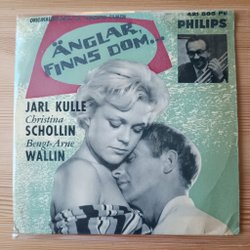 ÄNGLAR,
FINNS DOM...
PHILIPS
JARL KULLE
Christina
SCHOLLIN
Bengt-Arne
WALLIN